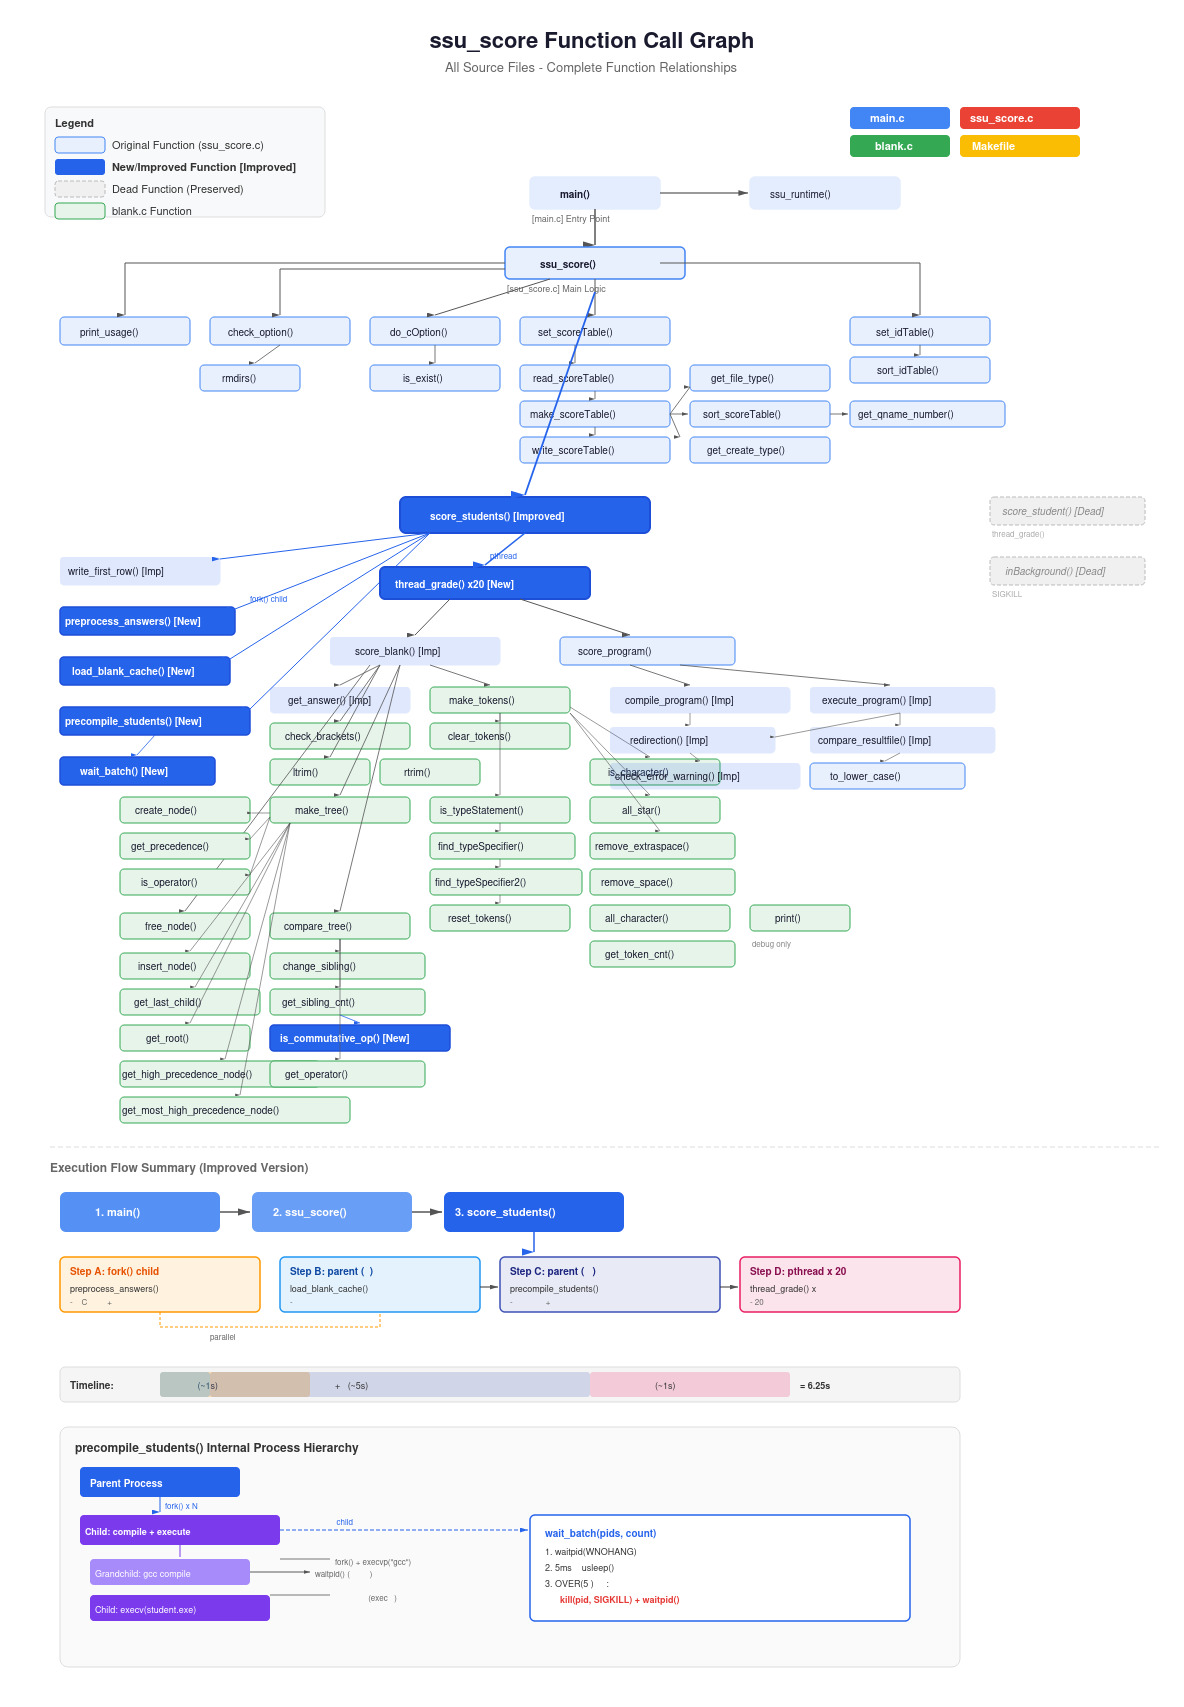 ssu_score Function Call Graph
All Source Files - Complete Function Relationships
Legend
Original Function (ssu_score.c)
New/Improved Function [Improved]
Dead Function (Preserved)
blank.c Function
main.c
ssu_score.c
blank.c
Makefile
main()
ssu_runtime()
[main.c] Entry Point
ssu_score()
[ssu_score.c] Main Logic
print_usage()
check_option()
do_cOption()
set_scoreTable()
set_idTable()
rmdirs()
is_exist()
read_scoreTable()
get_file_type()
sort_idTable()
make_scoreTable()
sort_scoreTable()
get_qname_number()
write_scoreTable()
get_create_type()
score_students() [Improved]
score_student() [Dead]
thread_grade()
pthread
write_first_row() [Imp]
thread_grade() x20 [New]
inBackground() [Dead]
SIGKILL
fork() child
preprocess_answers() [New]
score_blank() [Imp]
score_program()
load_blank_cache() [New]
get_answer() [Imp]
make_tokens()
compile_program() [Imp]
execute_program() [Imp]
precompile_students() [New]
check_brackets()
clear_tokens()
redirection() [Imp]
compare_resultfile() [Imp]
wait_batch() [New]
ltrim()
rtrim()
is_character()
check_error_warning() [Imp]
to_lower_case()
create_node()
make_tree()
is_typeStatement()
all_star()
get_precedence()
find_typeSpecifier()
remove_extraspace()
is_operator()
find_typeSpecifier2()
remove_space()
free_node()
compare_tree()
reset_tokens()
all_character()
print()
debug only
insert_node()
change_sibling()
get_token_cnt()
get_last_child()
get_sibling_cnt()
get_root()
is_commutative_op() [New]
get_high_precedence_node()
get_operator()
get_most_high_precedence_node()
Execution Flow Summary (Improved Version)
1. main()
2. ssu_score()
3. score_students()
Step A: fork() child
preprocess_answers()
- C +
Step B: parent ( )
load_blank_cache()
-
Step C: parent ( )
precompile_students()
- +
Step D: pthread x 20
thread_grade() x
- 20
parallel
Timeline:
(~1s)
+ (~5s)
(~1s)
= 6.25s
precompile_students() Internal Process Hierarchy
Parent Process
fork() x N
Child: compile + execute
child
Grandchild: gcc compile
fork() + execvp("gcc")
waitpid() ( )
Child: execv(student.exe)
(exec )
wait_batch(pids, count)
1. waitpid(WNOHANG)
2. 5ms usleep()
3. OVER(5 ) :
kill(pid, SIGKILL) + waitpid()